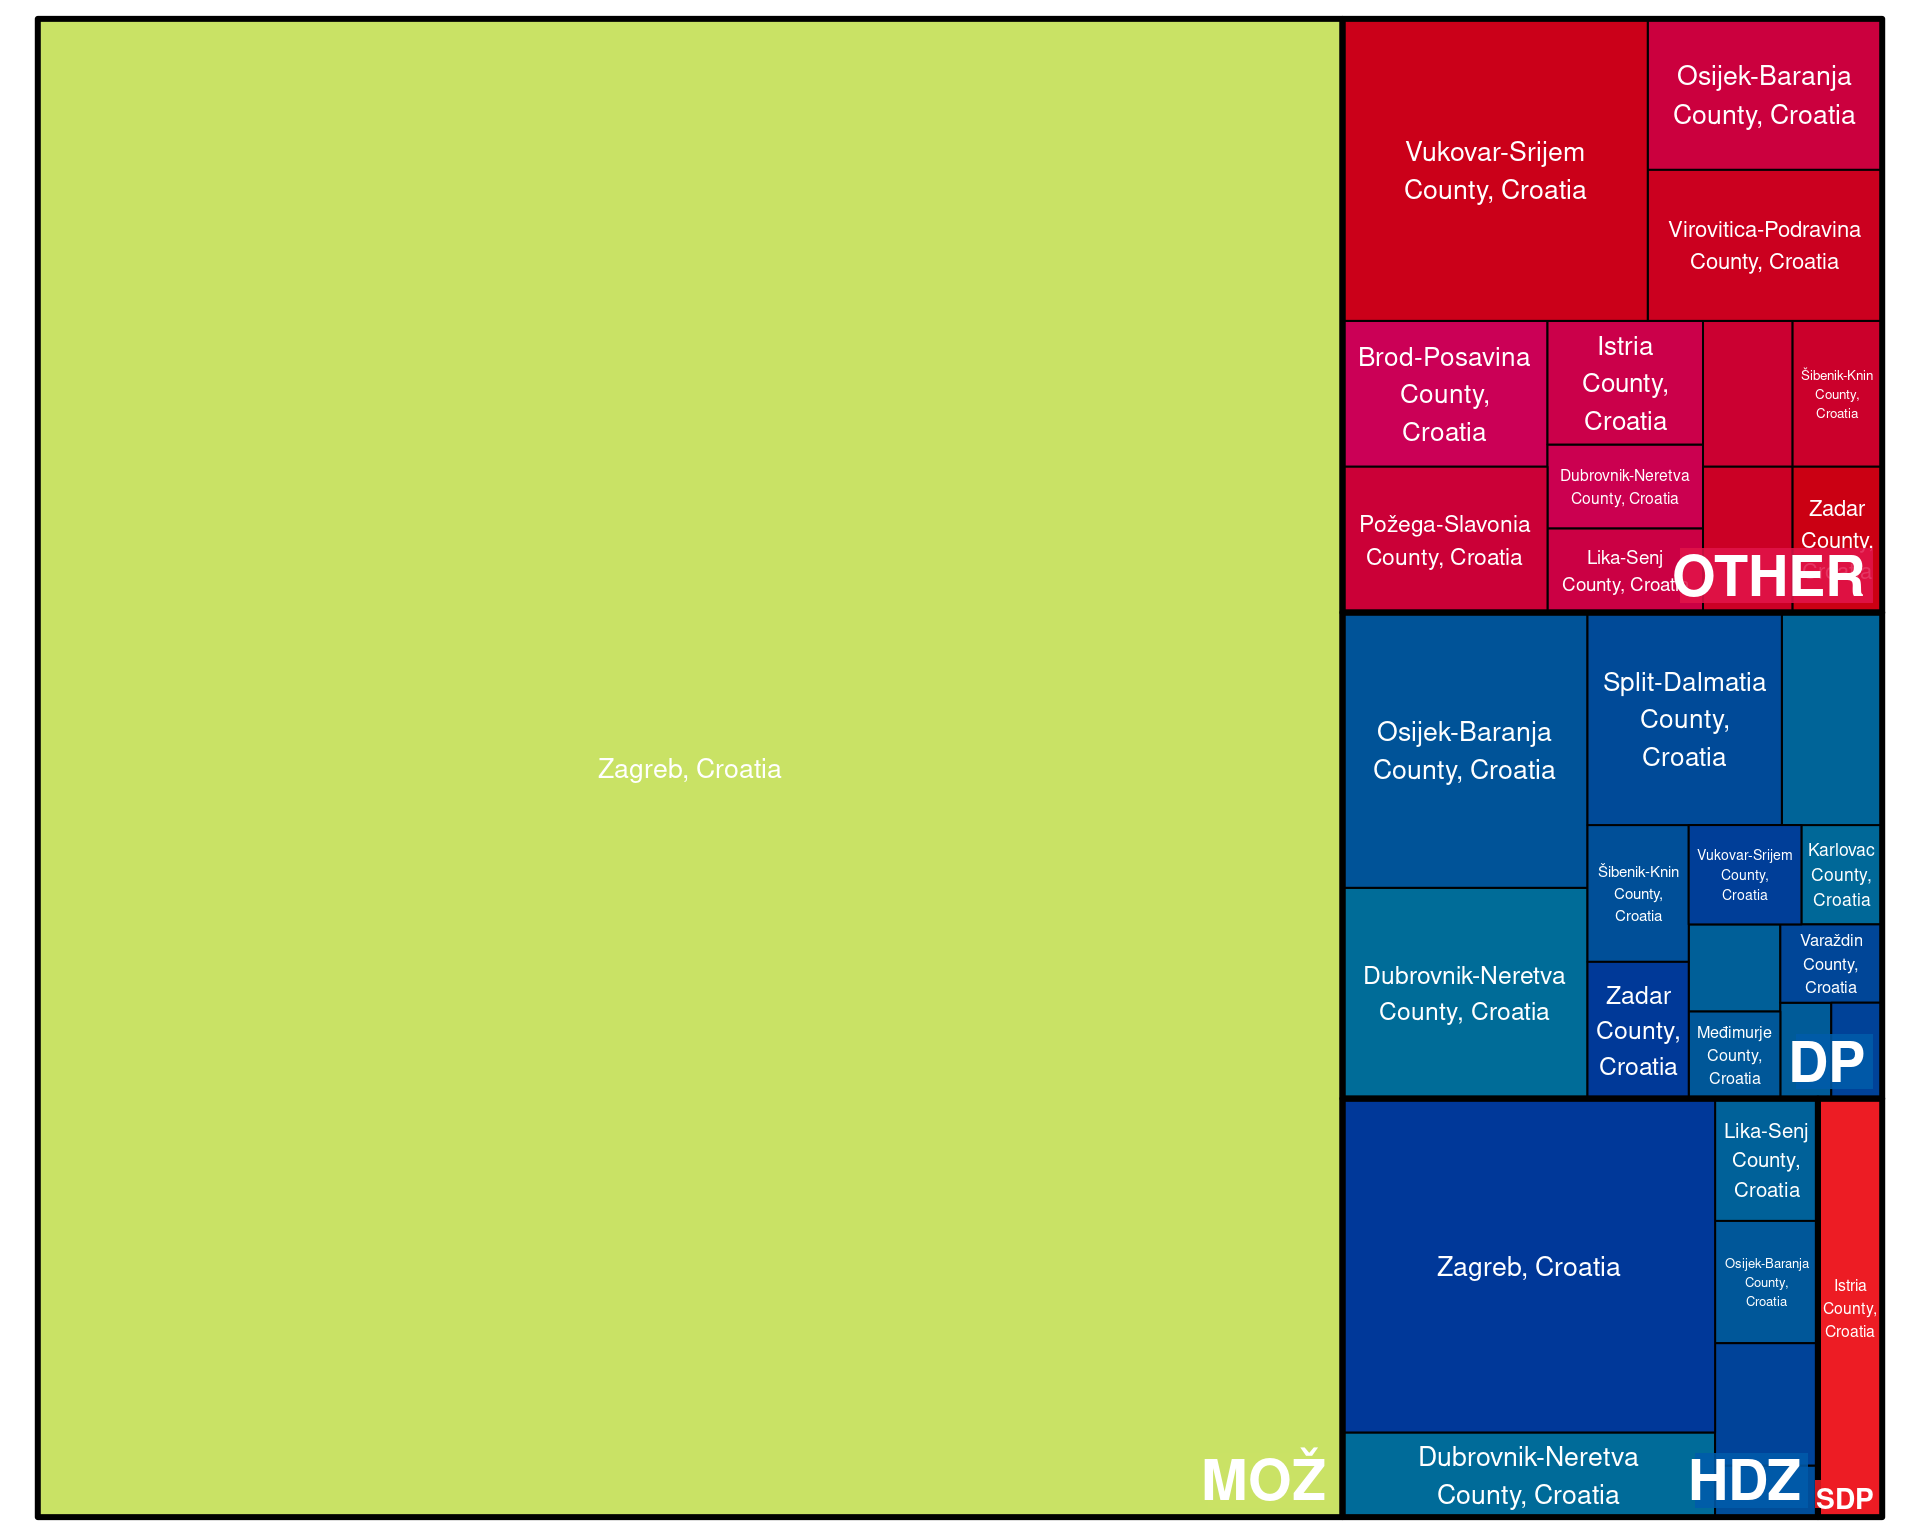 Zagreb, Croatia
MOŽ
Vukovar-Srijem
County, Croatia
Osijek-Baranja
County, Croatia
Virovitica-Podravina
County, Croatia
Brod-Posavina
County,
Croatia
Istria
County,
Croatia
Šibenik-Knin
County,
Croatia
Požega-Slavonia
County, Croatia
Dubrovnik-Neretva
County, Croatia
Lika-Senj
County, Croatia
Zadar
County,
Croatia
OTHER
Osijek-Baranja
County, Croatia
Split-Dalmatia
County,
Croatia
Dubrovnik-Neretva
County, Croatia
Šibenik-Knin
County,
Croatia
Vukovar-Srijem
County,
Croatia
Karlovac
County,
Croatia
Zadar
County,
Croatia
Varaždin
County,
Croatia
Međimurje
County,
Croatia
DP
Zagreb, Croatia
Lika-Senj
County,
Croatia
Osijek-Baranja
County,
Croatia
Dubrovnik-Neretva
County, Croatia
HDZ
Istria
County,
Croatia
SDP